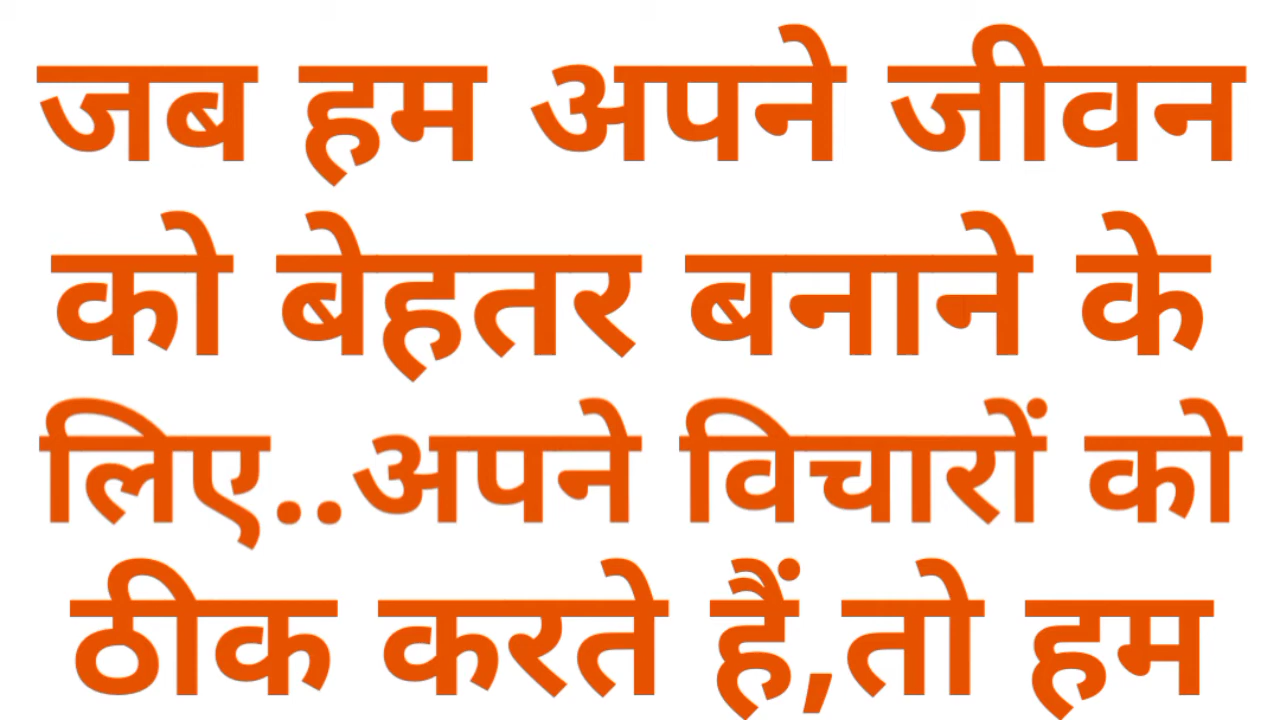 जब हम अपने जीवन
को बेहतर बनाने के
लिए..अपने विचारों को
ठीक करते हैं,तो हम